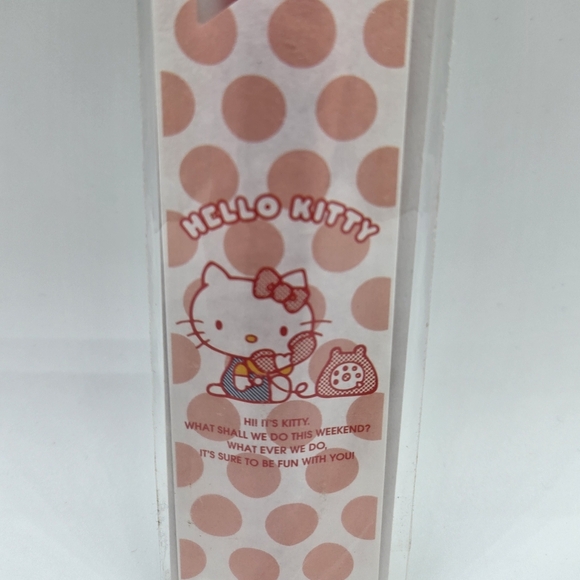 HELLO KITTY
HI! IT'S KITTY.
WHAT SHALL WE DO THIS WEEKEND?
WHAT EVER WE DO,
IT'S SURE TO BE FUN WITH YOU!